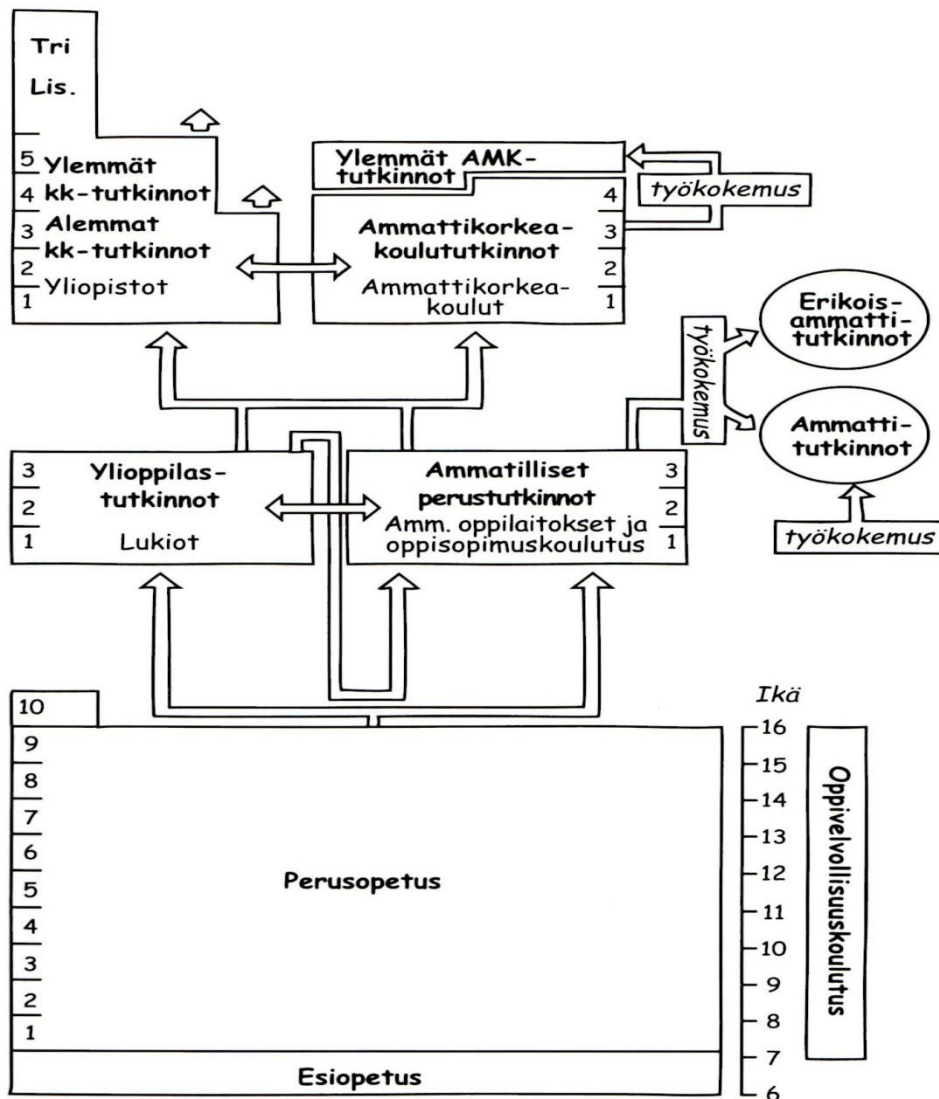 Tri
Lis.
5
4
3
2
1
Ylemmät
kk-tutkinnot
Alemmat
kk-tutkinnot
Yliopistot
Ylemmät AMK-
tutkinnot
Ammattikorkea-
koulututkinnot
Ammattikorkea-
koulut
4
3
2
1
työkokemus
työkokemus
Erikois-
ammatti-
tutkinnot
Ammatti-
tutkinnot
työkokemus
3
2
1
Ylioppilas-
tutkinnot
Lukiot
Ammatilliset
perustutkinnot
Amm. oppilaitokset ja
oppisopimuskoulutus
3
2
1
10
9
8
7
6
5
4
3
2
1
Perusopetus
Esiopetus
Ikä
16
15
14
13
12
11
10
9
8
7
6
Oppivelvollisuuskoulutus